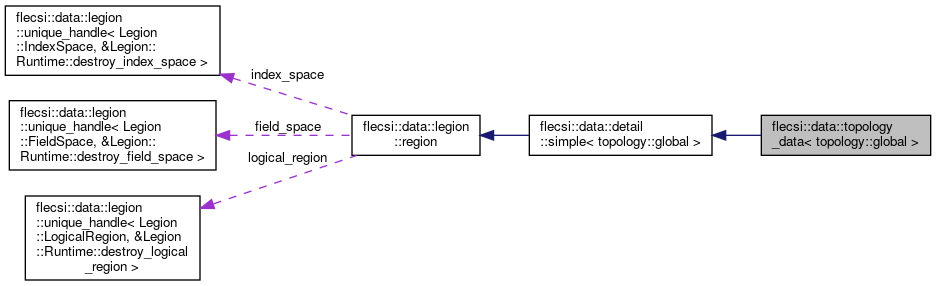 flecsi::data::legion
::unique_handle< Legion
::IndexSpace, &Legion::
Runtime::destroy_index_space >
index_space
flecsi::data::legion
::unique_handle< Legion
::FieldSpace, &Legion::
Runtime::destroy_field_space >
field_space
logical_region
flecsi::data::legion
::region
flecsi::data::detail
::simple< topology::global >
flecsi::data::topology
_data< topology::global >
flecsi::data::legion
::unique_handle< Legion
::LogicalRegion, &Legion
::Runtime::destroy_logical
_region >